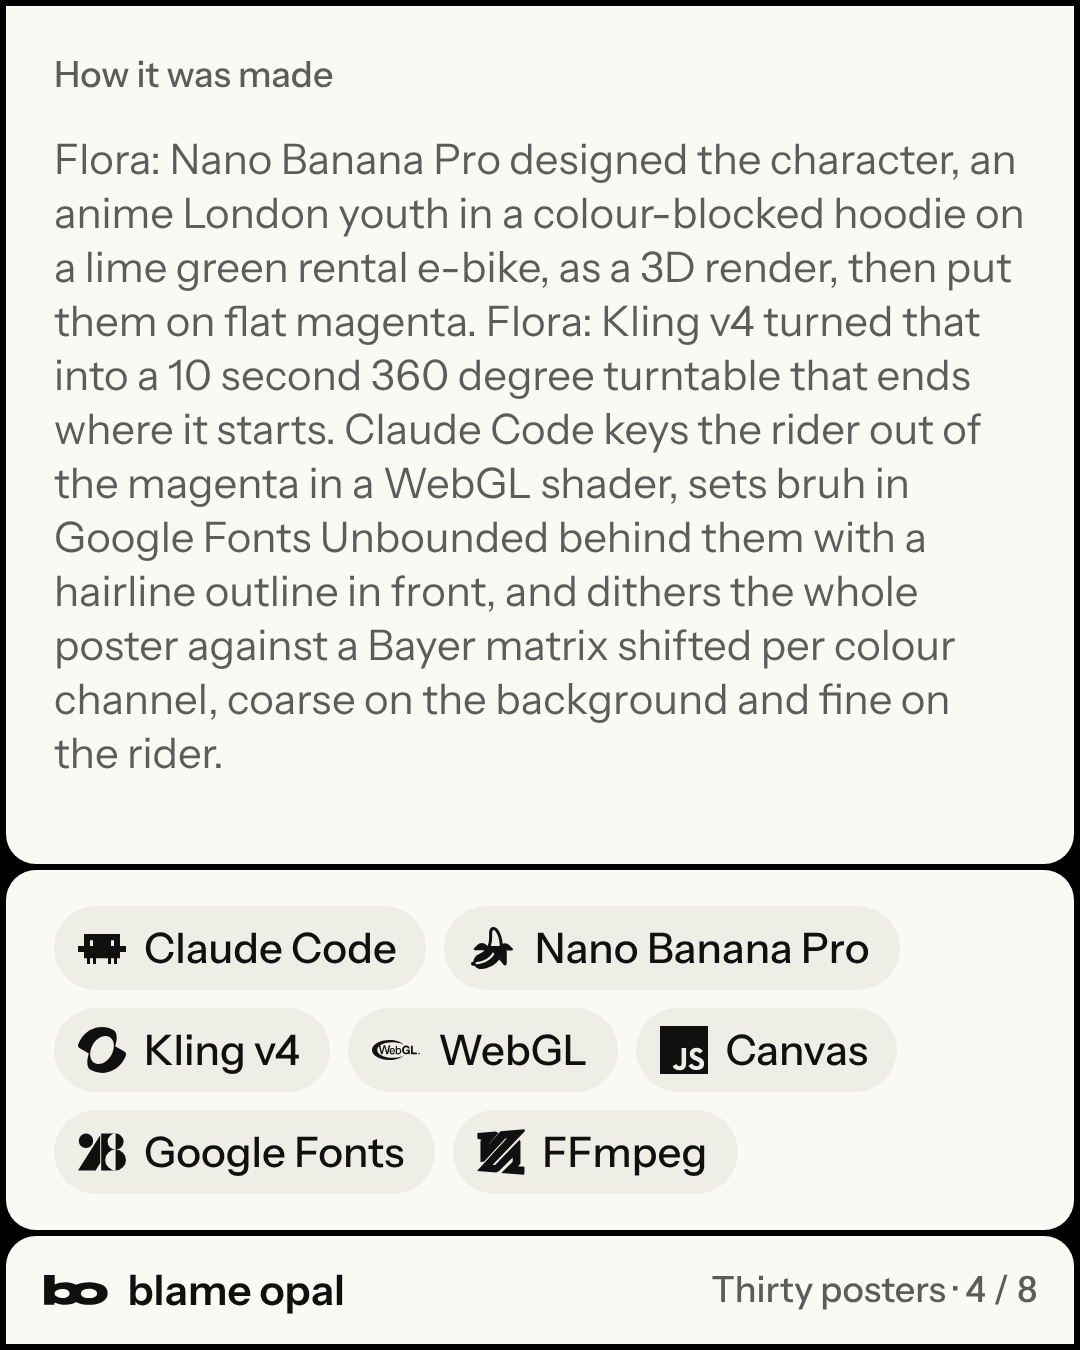 How it was made
Flora: Nano Banana Pro designed the character, an
anime London youth in a colour-blocked hoodie on
a lime green rental e-bike, as a 3D render, then put
them on flat magenta. Flora: Kling v4 turned that
into a 10 second 360 degree turntable that ends
where it starts. Claude Code keys the rider out of
the magenta in a WebGL shader, sets bruh in
Google Fonts Unbounded behind them with a
hairline outline in front, and dithers the whole
poster against a Bayer matrix shifted per colour
channel, coarse on the background and fine on
the rider.
Claude Code
Nano Banana Pro
Kling v4
WebGL. WebGL
JS Canvas
Google Fonts
FFmpeg
bo blame opal
Thirty posters · 4 / 8